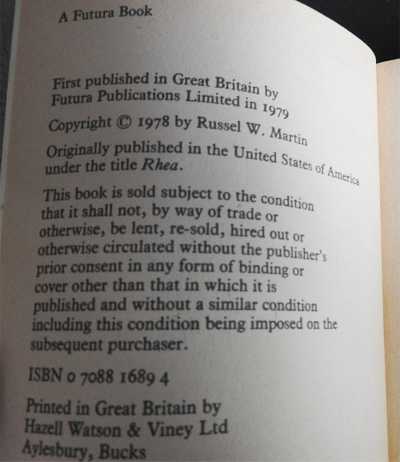 A Futura Book
First published in Great Britain by
Futura Publications Limited in 1979
Copyright © 1978 by Russel W. Martin
Originally published in the United States of America
under the title Rhea.
This book is sold subject to the condition
that it shall not, by way of trade or
otherwise, be lent, re-sold, hired out or
otherwise circulated without the publisher's
prior consent in any form of binding or
cover other than that in which it is
published and without a similar condition
including this condition being imposed on the
subsequent purchaser.
ISBN 0 7088 1689 4
Printed in Great Britain by
Hazell Watson & Viney Ltd
Aylesbury, Bucks